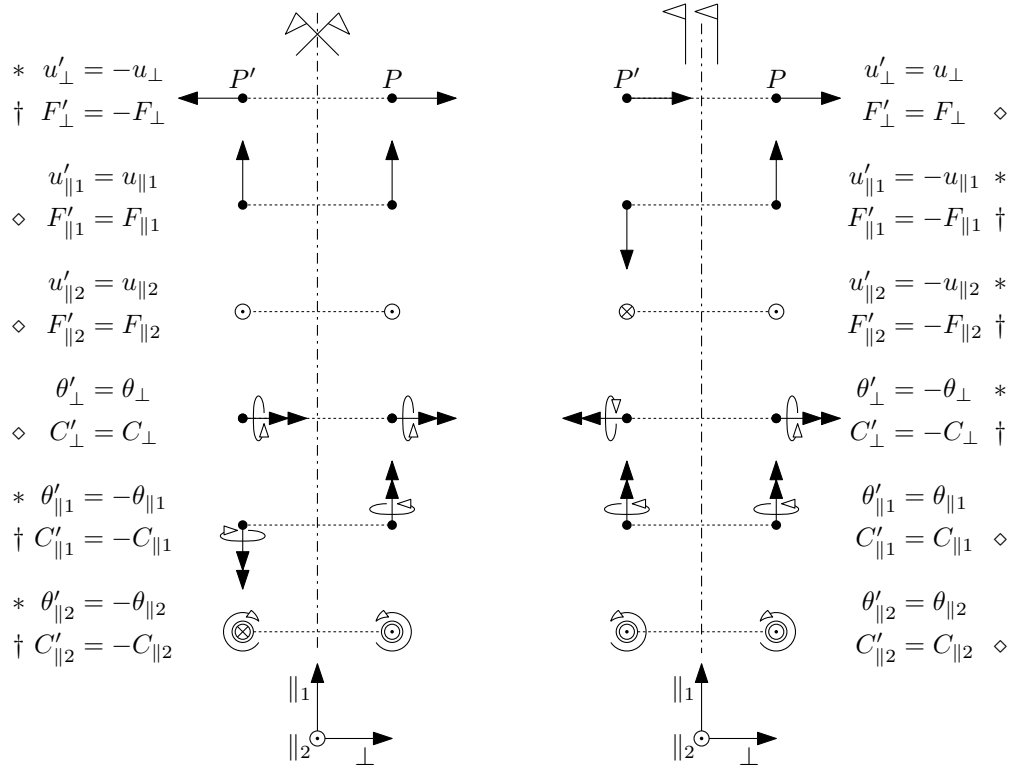 P′ P
∗ u′⊥ = −u⊥
† F′⊥ = −F⊥
u′∥1 = u∥1
⋄ F′∥1 = F∥1
u′∥2 = u∥2
⋄ F′∥2 = F∥2
θ′⊥ = θ⊥
⋄ C′⊥ = C⊥
∗ θ′∥1 = −θ∥1
† C′∥1 = −C∥1
∗ θ′∥2 = −θ∥2
† C′∥2 = −C∥2
∥1
∥2 ⊥
P′ P
u′⊥ = u⊥
F′⊥ = F⊥ ⋄
u′∥1 = −u∥1 ∗
F′∥1 = −F∥1 †
u′∥2 = −u∥2 ∗
F′∥2 = −F∥2 †
θ′⊥ = −θ⊥ ∗
C′⊥ = −C⊥ †
θ′∥1 = θ∥1
C′∥1 = C∥1 ⋄
θ′∥2 = θ∥2
C′∥2 = C∥2 ⋄
∥1
∥2 ⊥